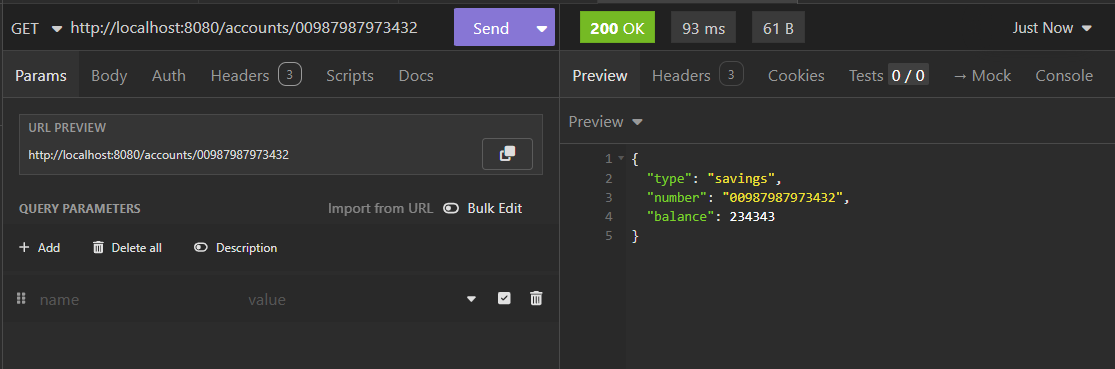 GET http://localhost:8080/accounts/00987987973432 Send
Params Body Auth Headers 3 Scripts Docs
URL PREVIEW
http://localhost:8080/accounts/00987987973432
QUERY PARAMETERS Import from URL Bulk Edit
+ Add Delete all Description
name value
200 OK 93 ms 61 B Just Now
Preview Headers 3 Cookies Tests 0 / 0 → Mock Console
Preview
1 {
2 "type": "savings",
3 "number": "00987987973432",
4 "balance": 234343
5 }